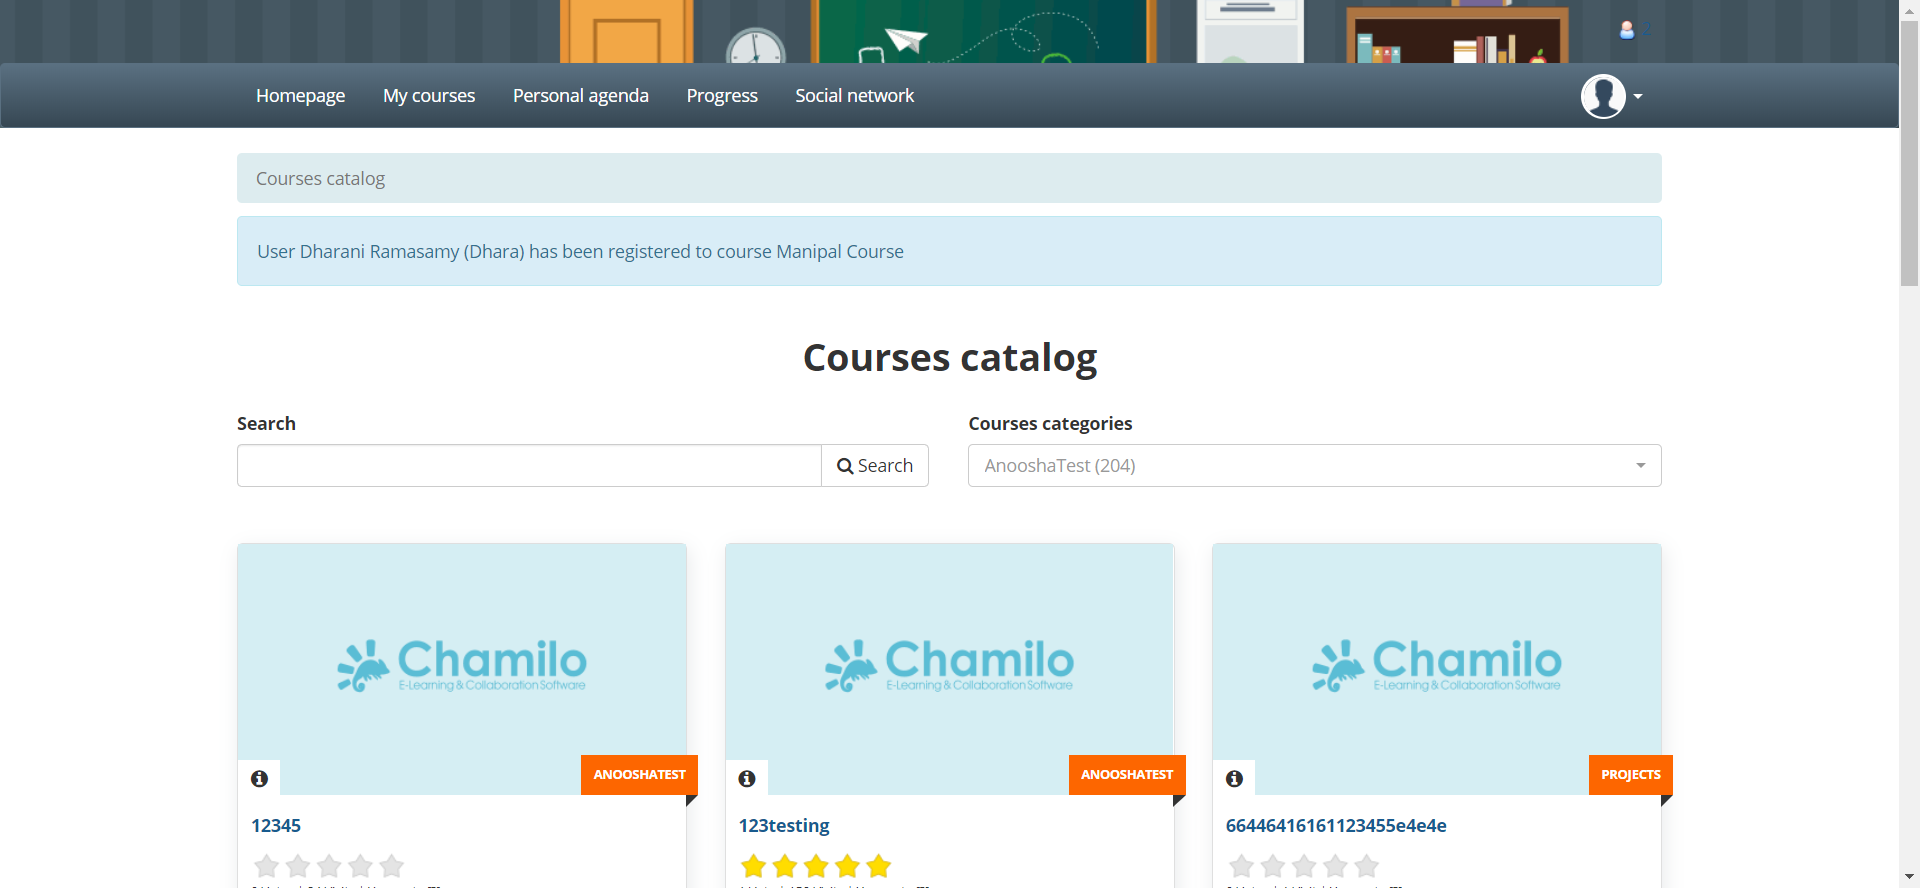 2
Homepage My courses Personal agenda Progress Social network
Courses catalog
User Dharani Ramasamy (Dhara) has been registered to course Manipal Course
Courses catalog
Search Courses categories
Search AnooshaTest (204)
Chamilo Chamilo Chamilo
E-Learning & Collaboration Software E-Learning & Collaboration Software E-Learning & Collaboration Software
ANOOSHATEST ANOOSHATEST PROJECTS
12345 123testing 66446416161123455e4e4e